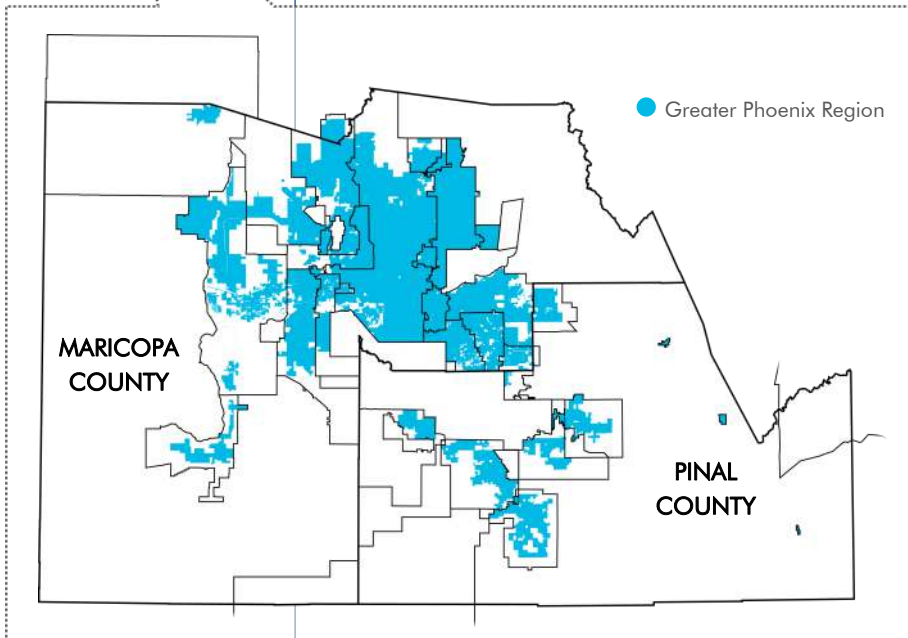 Greater Phoenix Region
MARICOPA
COUNTY
PINAL
COUNTY